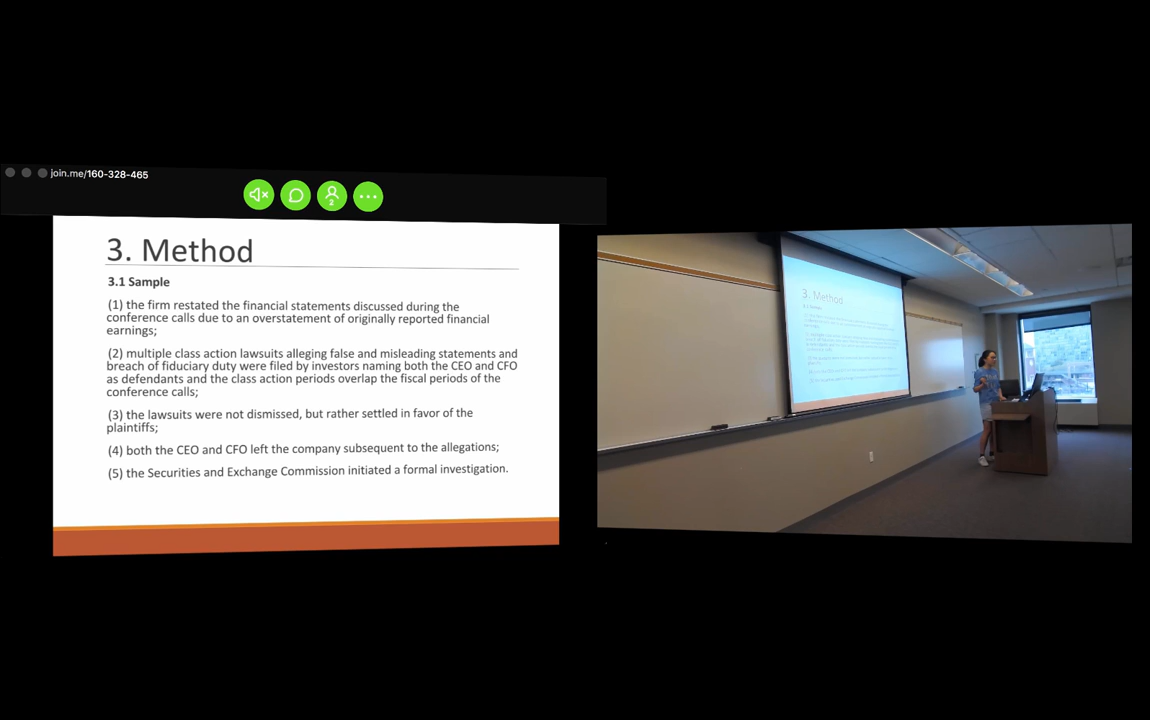 join.me/160-328-465
2
3. Method
3.1 Sample
(1) the firm restated the financial statements discussed during the
conference calls due to an overstatement of originally reported financial
earnings;
(2) multiple class action lawsuits alleging false and misleading statements and
breach of fiduciary duty were filed by investors naming both the CEO and CFO
as defendants and the class action periods overlap the fiscal periods of the
conference calls;
(3) the lawsuits were not dismissed, but rather settled in favor of the
plaintiffs;
(4) both the CEO and CFO left the company subsequent to the allegations;
(5) the Securities and Exchange Commission initiated a formal investigation.
3. Method